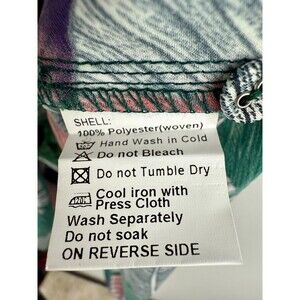 SHELL:
100% Polyester(woven)
Hand Wash in Cold
Do not Bleach
Do not Tumble Dry
Cool iron with
Press Cloth
Wash Separately
Do not soak
ON REVERSE SIDE